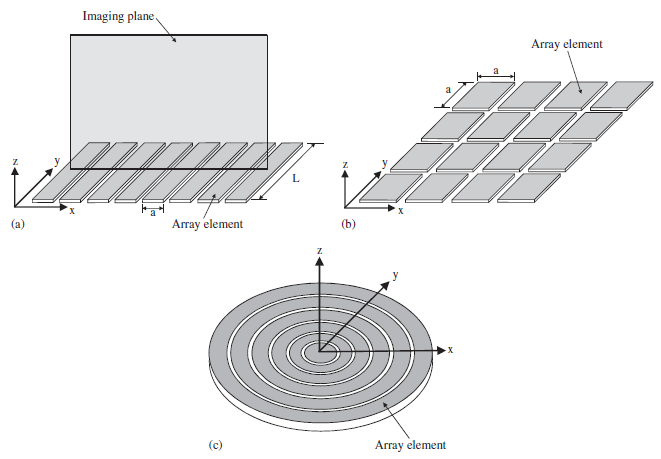 Imaging plane
z
y
x
a
L
Array element
(a)
Array element
a
a
z
y
x
(b)
z
y
x
Array element
(c)